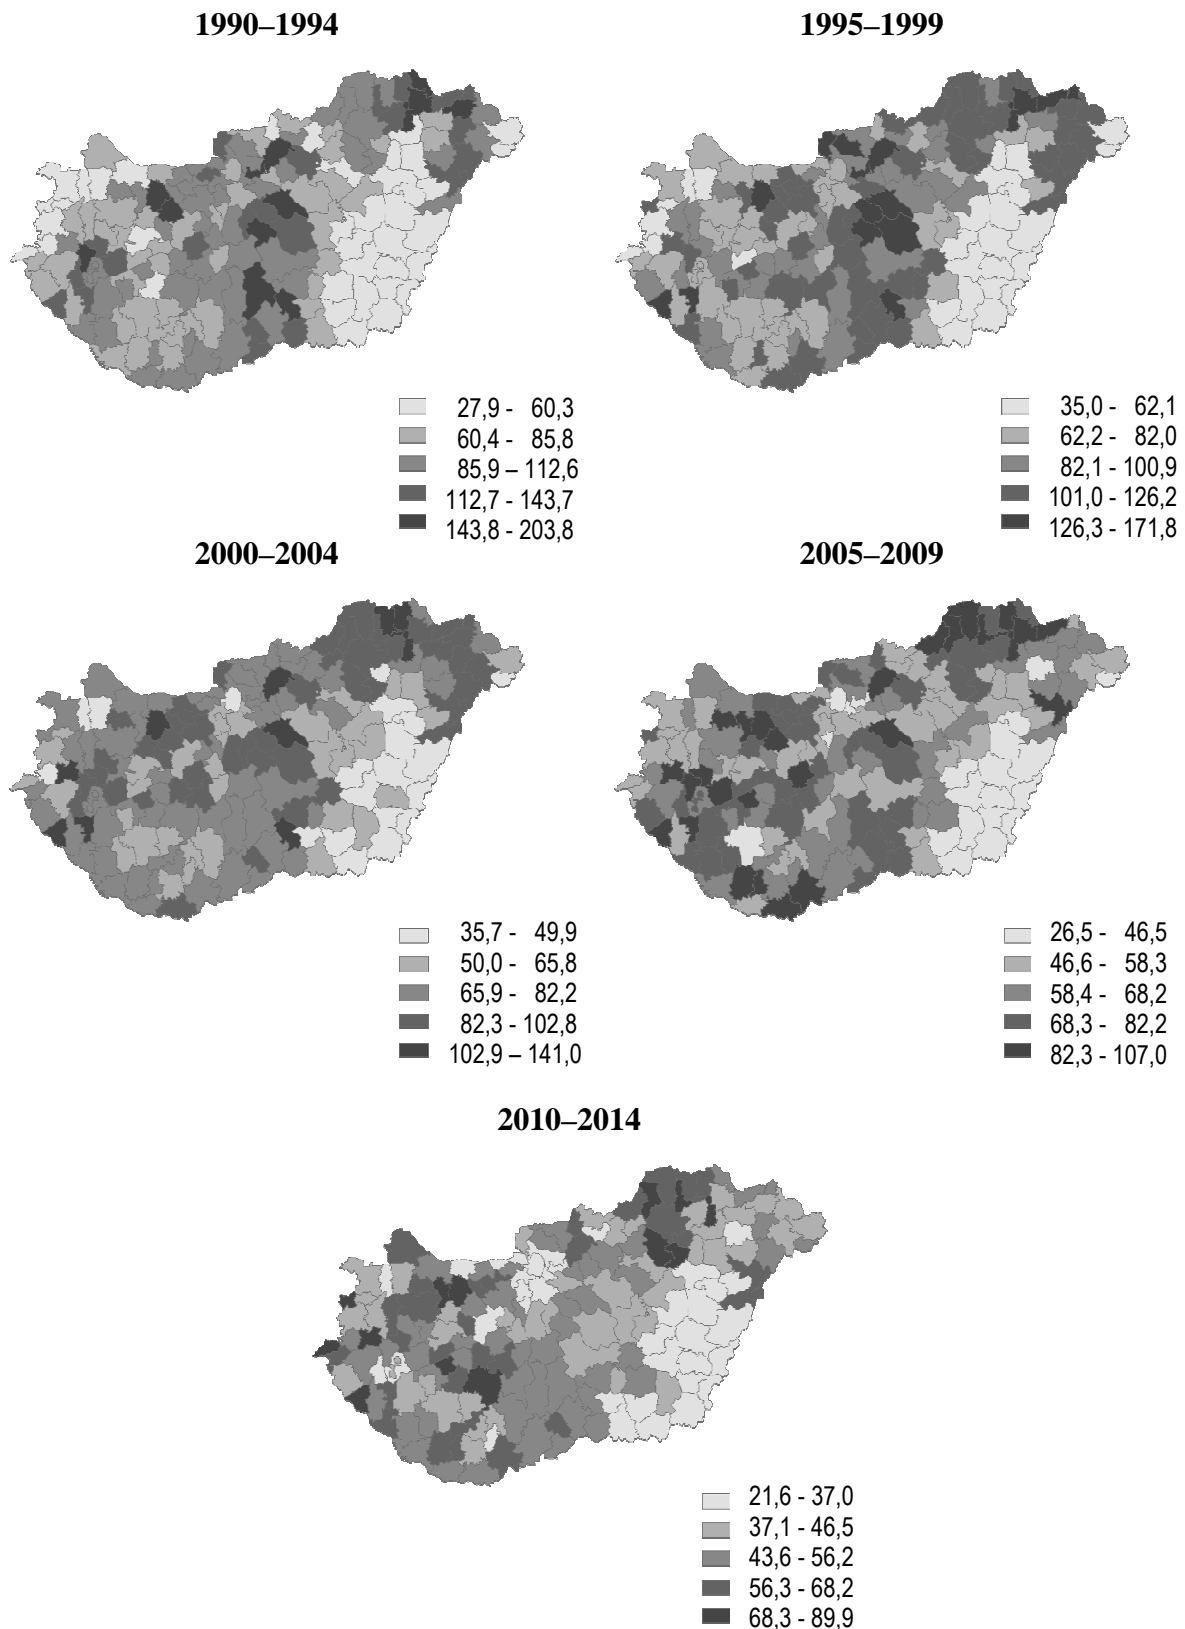 1990–1994
27,9 - 60,3
60,4 - 85,8
85,9 – 112,6
112,7 - 143,7
143,8 - 203,8
1995–1999
35,0 - 62,1
62,2 - 82,0
82,1 - 100,9
101,0 - 126,2
126,3 - 171,8
2000–2004
35,7 - 49,9
50,0 - 65,8
65,9 - 82,2
82,3 - 102,8
102,9 – 141,0
2005–2009
26,5 - 46,5
46,6 - 58,3
58,4 - 68,2
68,3 - 82,2
82,3 - 107,0
2010–2014
21,6 - 37,0
37,1 - 46,5
43,6 - 56,2
56,3 - 68,2
68,3 - 89,9